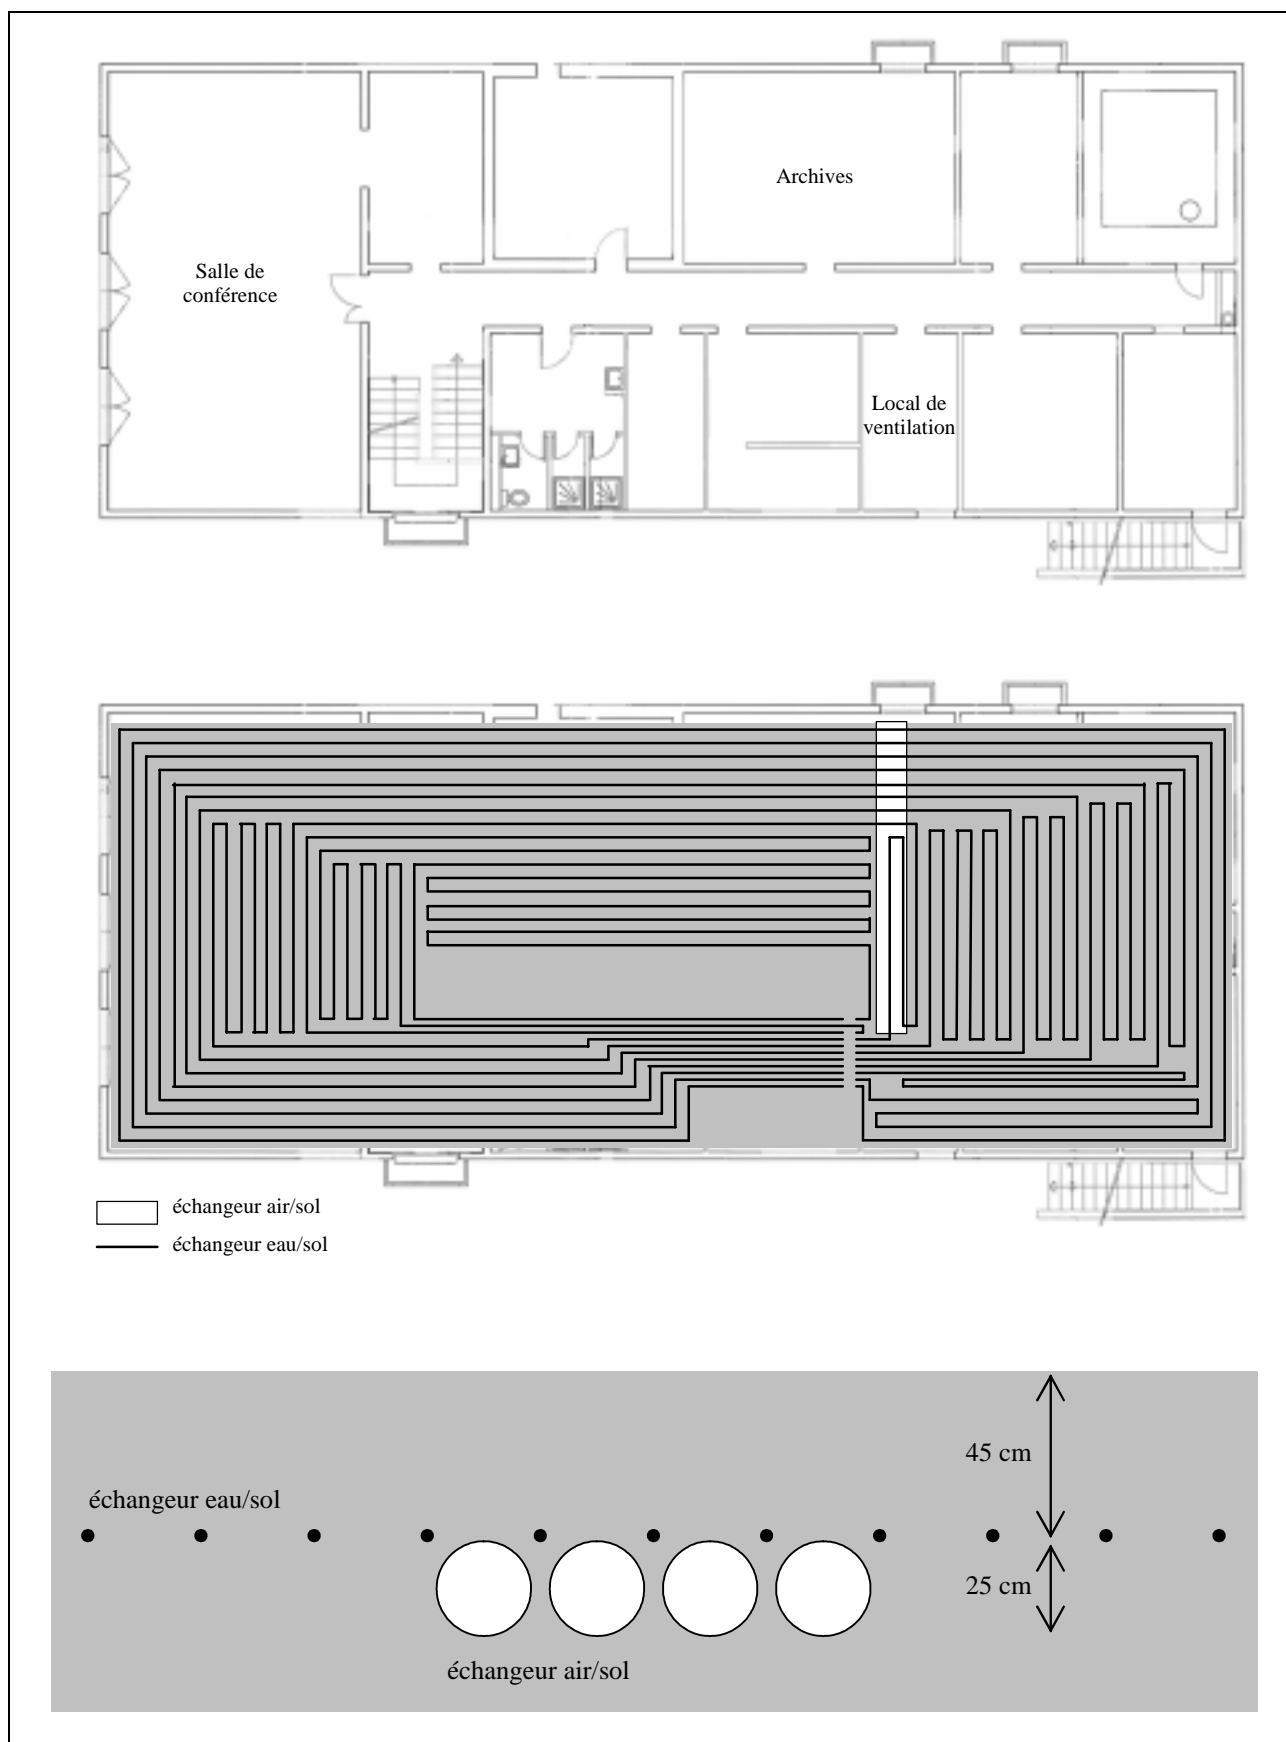 Archives
Salle de
conférence
Local de
ventilation
échangeur air/sol
échangeur eau/sol
45 cm
échangeur eau/sol
25 cm
échangeur air/sol